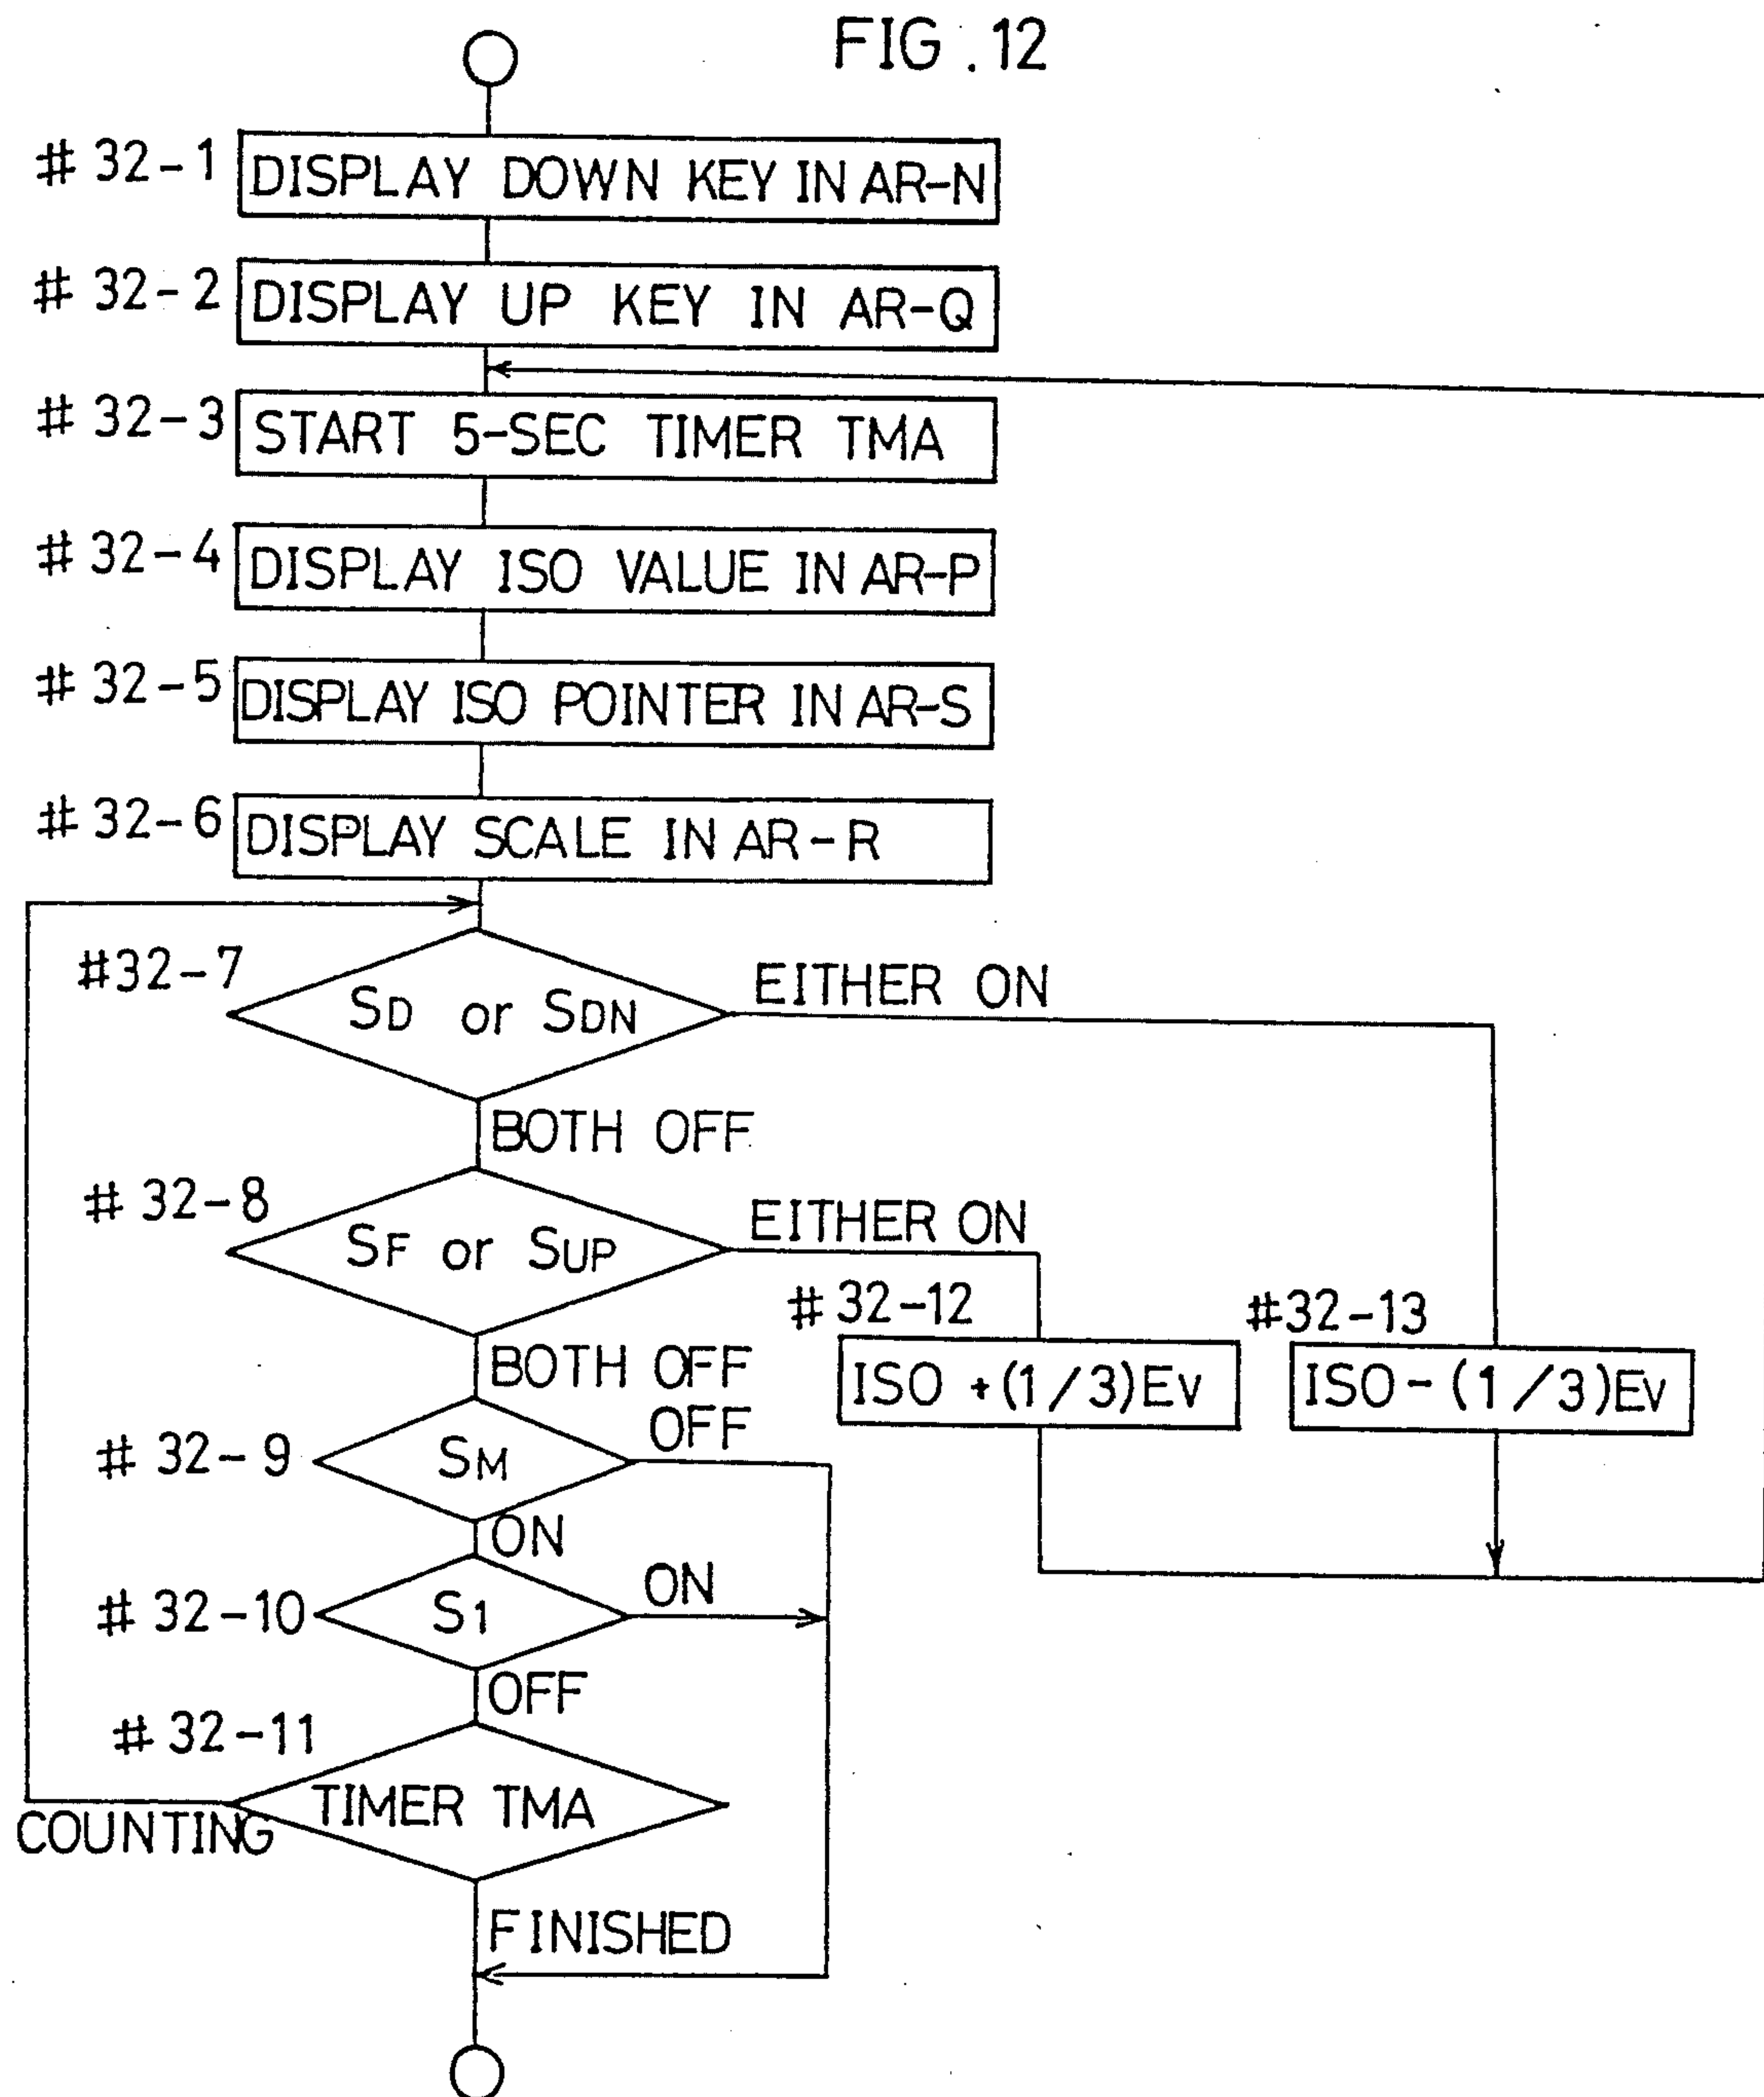 FIG. 12
# 32-1 DISPLAY DOWN KEY IN AR-N
# 32-2 DISPLAY UP KEY IN AR-Q
# 32-3 START 5-SEC TIMER TMA
# 32-4 DISPLAY ISO VALUE IN AR-P
# 32-5 DISPLAY ISO POINTER IN AR-S
# 32-6 DISPLAY SCALE IN AR-R
#32-7 SD or SDN EITHER ON
BOTH OFF
# 32-8 SF or SUP EITHER ON
# 32-12 #32-13
BOTH OFF ISO +(1/3)EV ISO-(1/3)EV
OFF
# 32-9 SM
ON
# 32-10 S1 ON
OFF
# 32-11
TIMER TMA
COUNTING
FINISHED